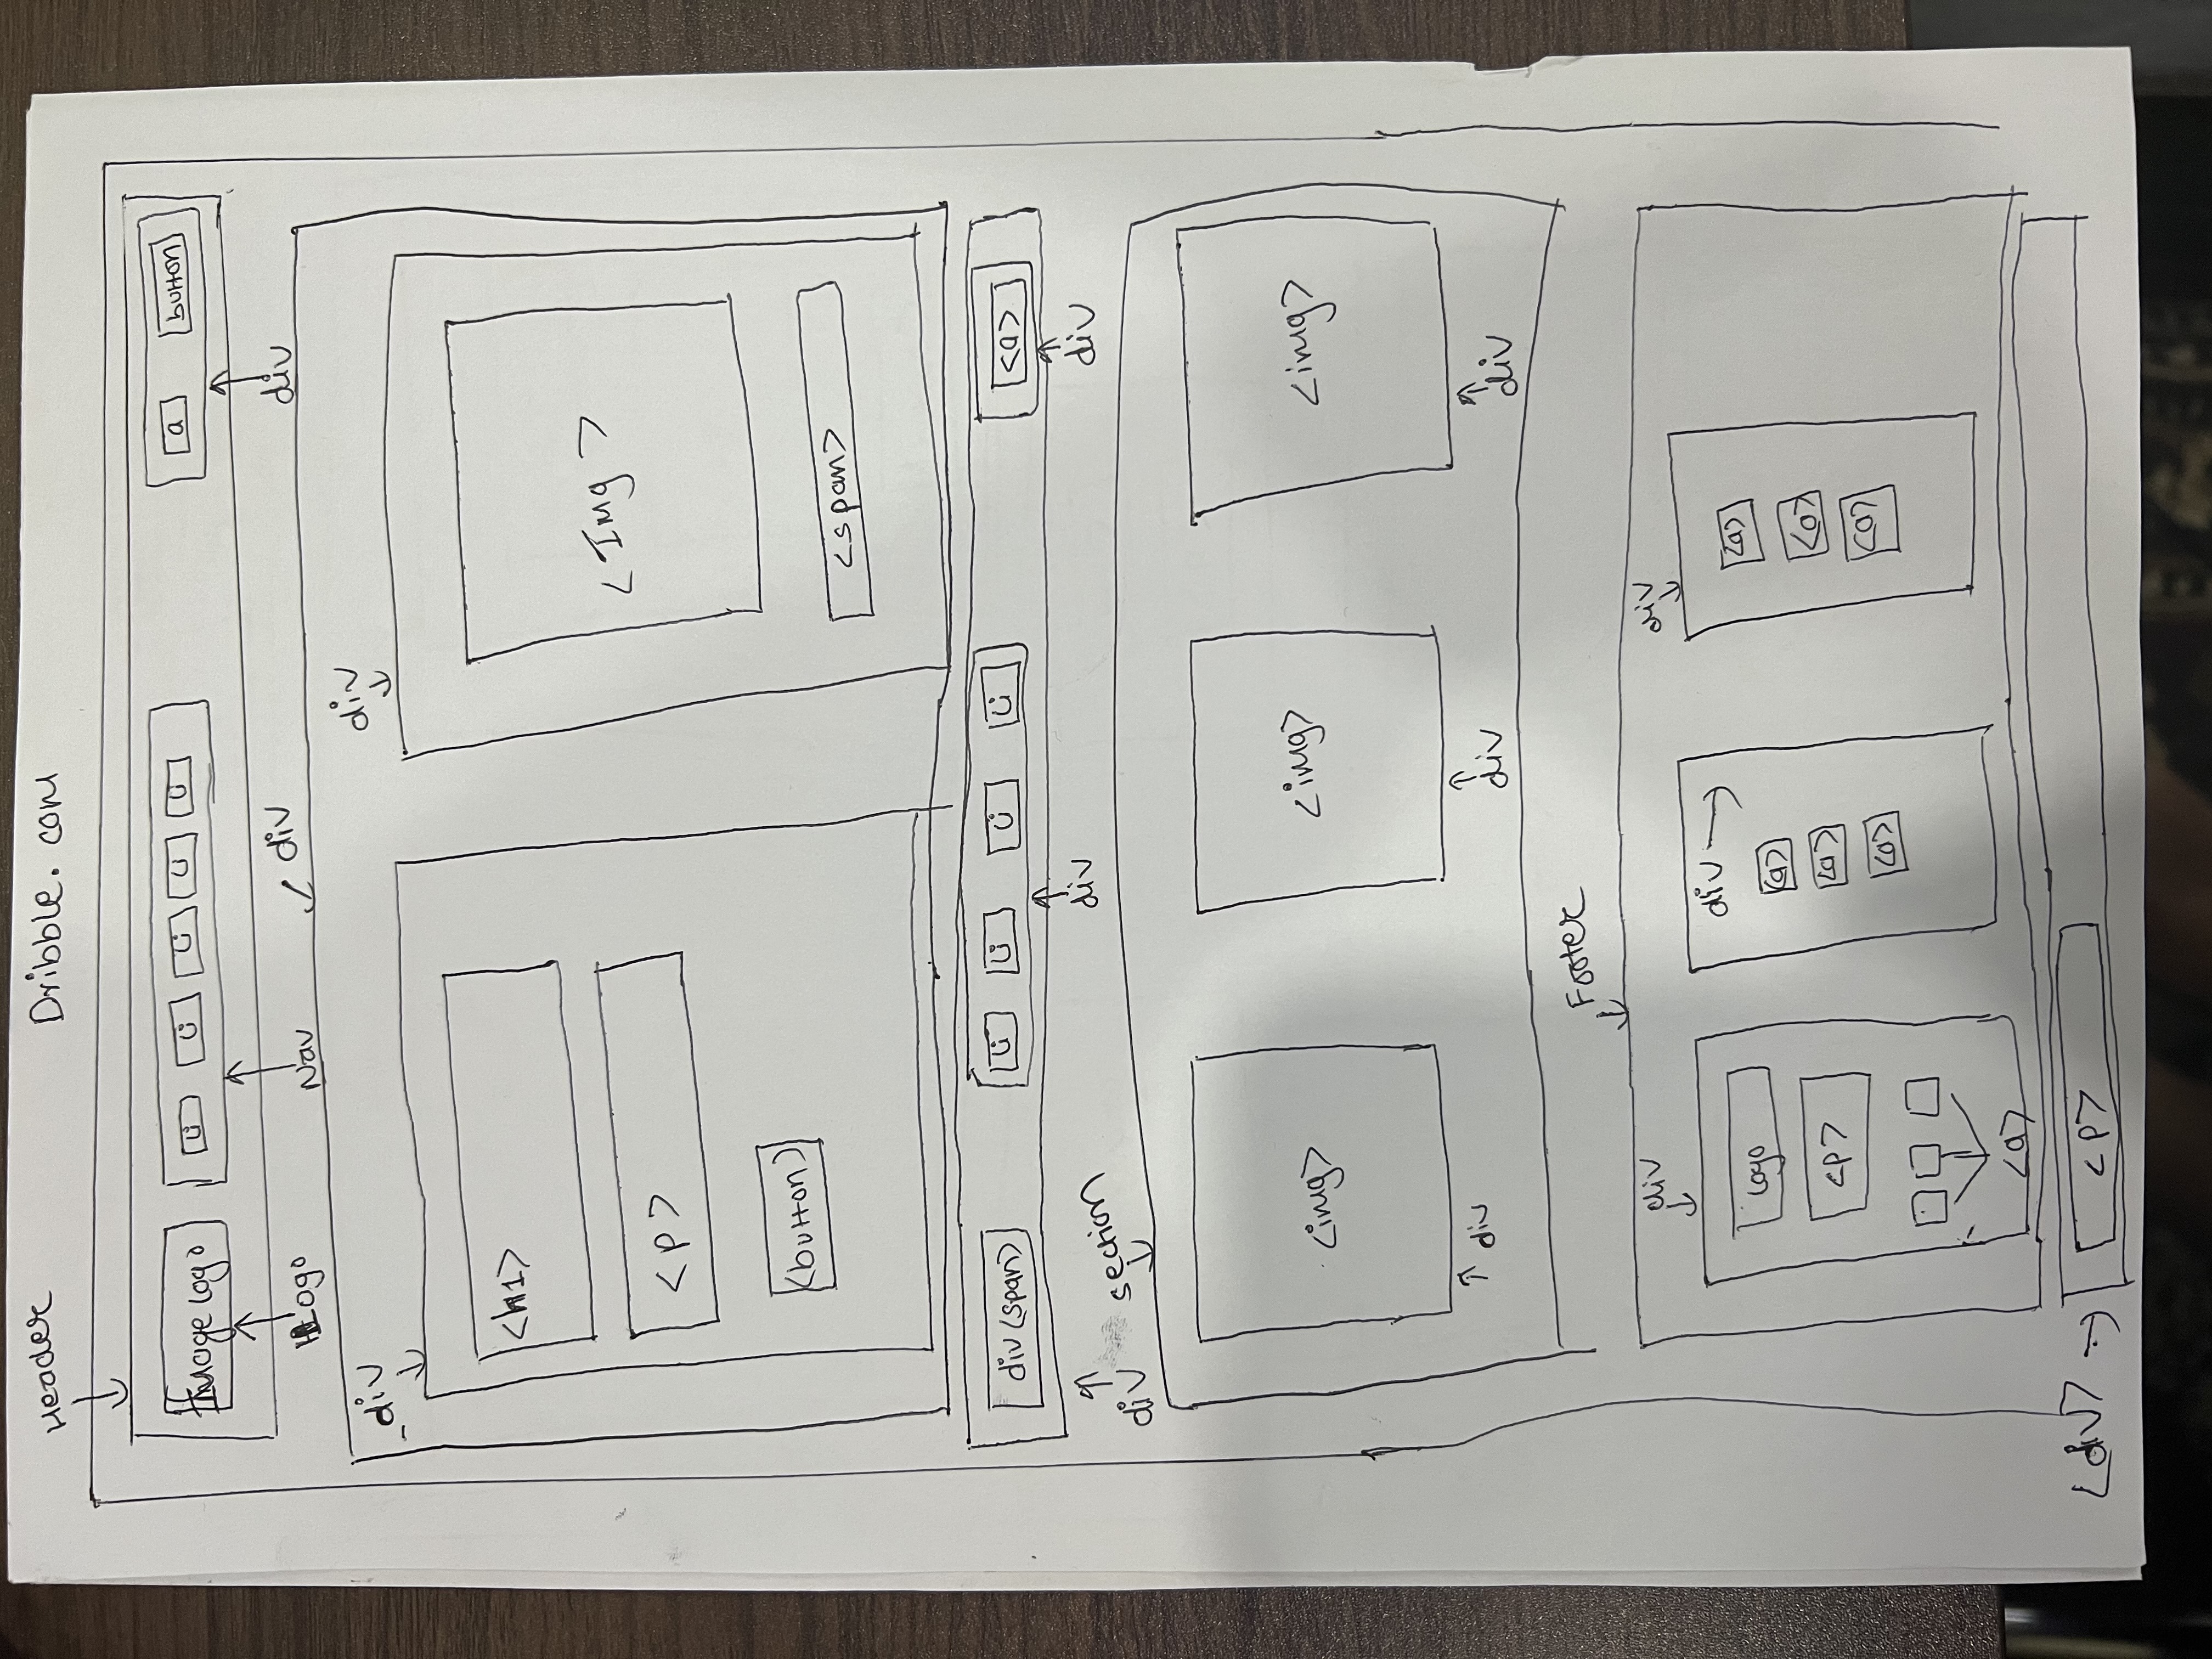 Header
Dribble. com
Image logo
Li Li Li Li Li
a button
Logo
Nav
div
div
div
div
<h1>
<p>
<button>
<Img>
<span>
div(span)
Li Li Li Li
<a>
div
div
div
section
<img>
<img>
<img>
div
div
div
Footer
div
div
div
logo
<p>
<a>
<a>
<a>
<a>
<a>
<a>
<a>
<div>
<p>